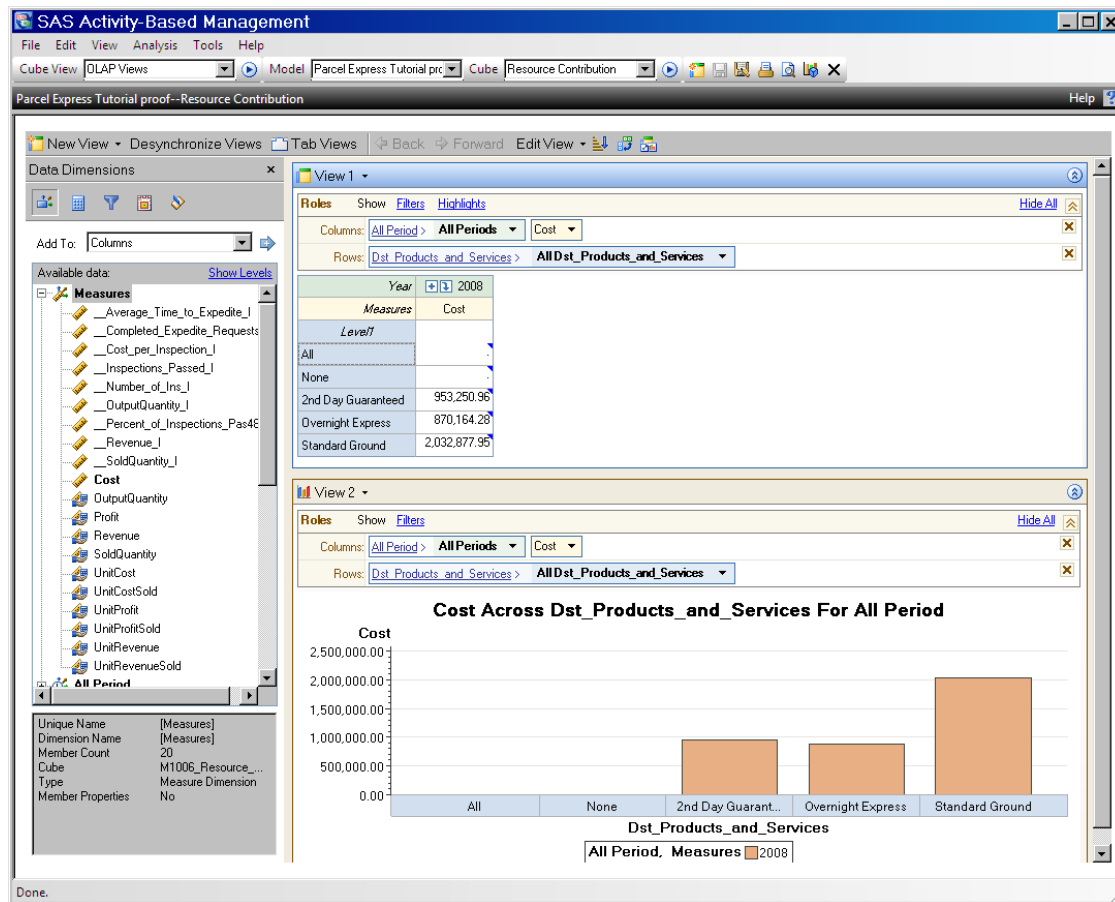 SAS Activity-Based Management
File Edit View Analysis Tools Help
Cube View OLAP Views Model Parcel Express Tutorial prc Cube Resource Contribution
Parcel Express Tutorial proof--Resource Contribution Help ?
New View Desynchronize Views Tab Views Back Forward Edit View
Data Dimensions
Add To: Columns
Available data: Show Levels
Measures
__Average_Time_to_Expedite_I
__Completed_Expedite_Requests
__Cost_per_Inspection_I
__Inspections_Passed_I
__Number_of_Ins_I
__OutputQuantity_I
__Percent_of_Inspections_Pas48
__Revenue_I
__SoldQuantity_I
Cost
OutputQuantity
Profit
Revenue
SoldQuantity
UnitCost
UnitCostSold
UnitProfit
UnitProfitSold
UnitRevenue
UnitRevenueSold
All Period
Unique Name [Measures]
Dimension Name [Measures]
Member Count 20
Cube M1006_Resource_...
Type Measure Dimension
Member Properties No
View 1
Roles Show Filters Highlights Hide All
Columns: All Period > All Periods Cost
Rows: Dst_Products_and_Services > All Dst_Products_and_Services
Year 2008
Measures Cost
Level1
All .
None .
2nd Day Guaranteed 953,250.96
Overnight Express 870,164.28
Standard Ground 2,032,877.95
View 2
Roles Show Filters Hide All
Columns: All Period > All Periods Cost
Rows: Dst_Products_and_Services > All Dst_Products_and_Services
Cost Across Dst_Products_and_Services For All Period
Cost
2,500,000.00
2,000,000.00
1,500,000.00
1,000,000.00
500,000.00
0.00
All None 2nd Day Guarant... Overnight Express Standard Ground
Dst_Products_and_Services
All Period, Measures 2008
Done.